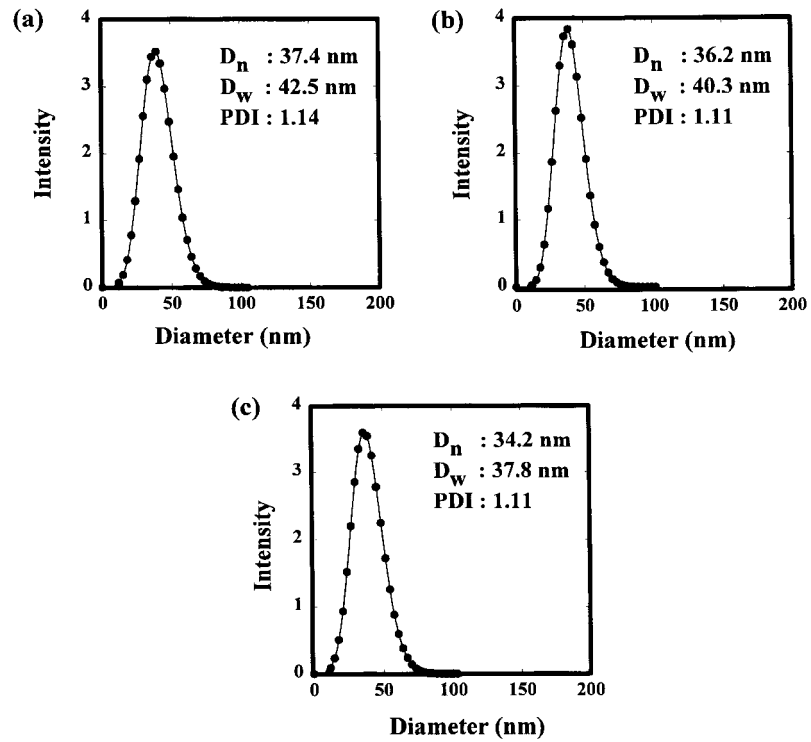 (a)
4
3
2
1
0
0 50 100 150 200
Intensity
Diameter (nm)
Dn : 37.4 nm
Dw : 42.5 nm
PDI : 1.14
(b)
4
3
2
1
0
0 50 100 150 200
Intensity
Diameter (nm)
Dn : 36.2 nm
Dw : 40.3 nm
PDI : 1.11
(c)
4
3
2
1
0
0 50 100 150 200
Intensity
Diameter (nm)
Dn : 34.2 nm
Dw : 37.8 nm
PDI : 1.11